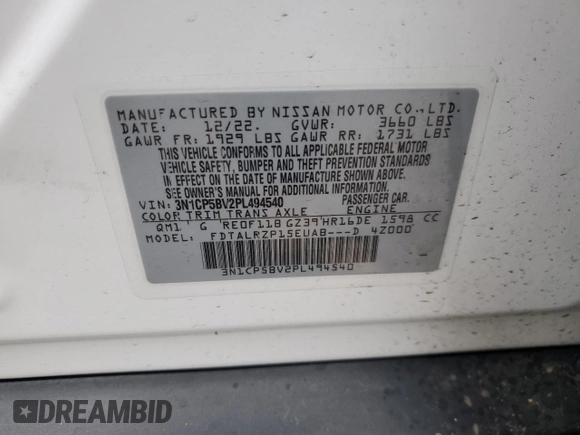 MANUFACTURED BY NISSAN MOTOR CO.,LTD.
DATE: 12/22. GVWR: 3660 LBS
GAWR FR: 1929 LBS GAWR RR: 1731 LBS
THIS VEHICLE CONFORMS TO ALL APPLICABLE FEDERAL MOTOR
VEHICLE SAFETY, BUMPER AND THEFT PREVENTION STANDARDS
IN EFFECT ON THE DATE OF MANUFACTURE SHOWN ABOVE.
SEE OWNER'S MANUAL FOR ADDITIONAL INFORMATION.
VIN: 3N1CP5BV2PL494540 PASSENGER CAR.
COLOR TRIM TRANS AXLE ENGINE
QM1 G RE0F11B GZ39 HR16DE 1598 CC
MODEL: FDTALRZP15EUAB---D 4Z000
3N1CP5BV2PL494540
DREAMBID